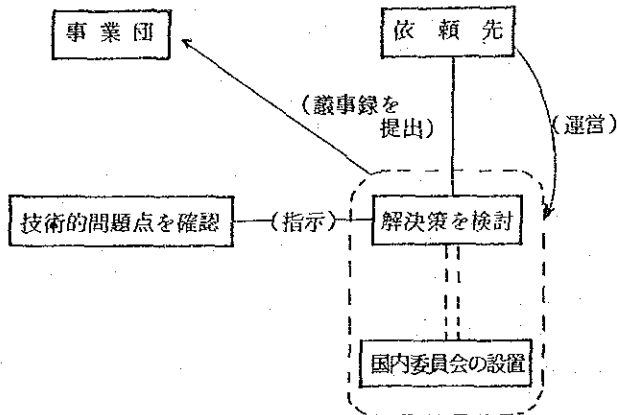 事業団
依頼先
(議事録を
提出)
(運営)
技術的問題点を確認
(指示)
解決策を検討
国内委員会の設置